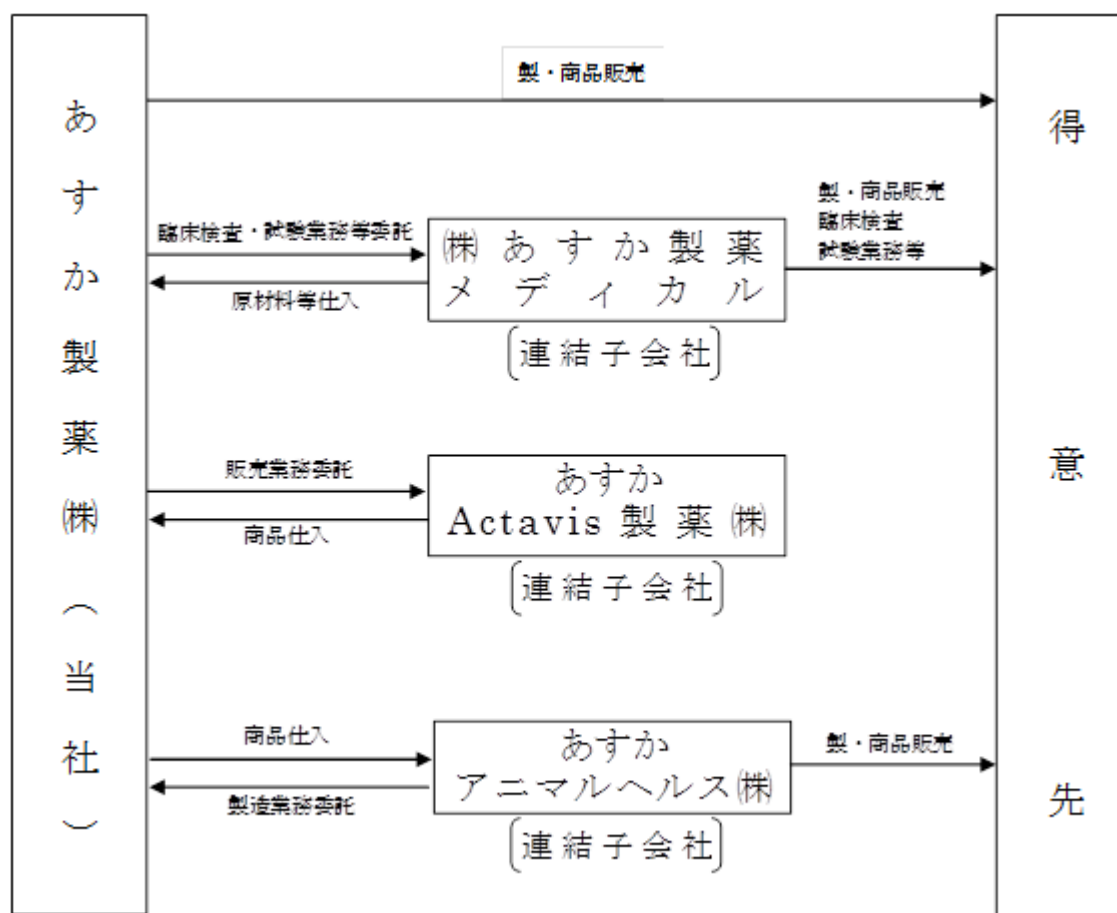 あすか製薬㈱（当社）
製・商品販売
臨床検査・試験業務等委託
原材料等仕入
㈱あすか製薬
メディカル
連結子会社
製・商品販売
臨床検査
試験業務等
販売業務委託
商品仕入
あすか
Actavis製薬㈱
連結子会社
商品仕入
製造業務委託
あすか
アニマルヘルス㈱
連結子会社
製・商品販売
得意先